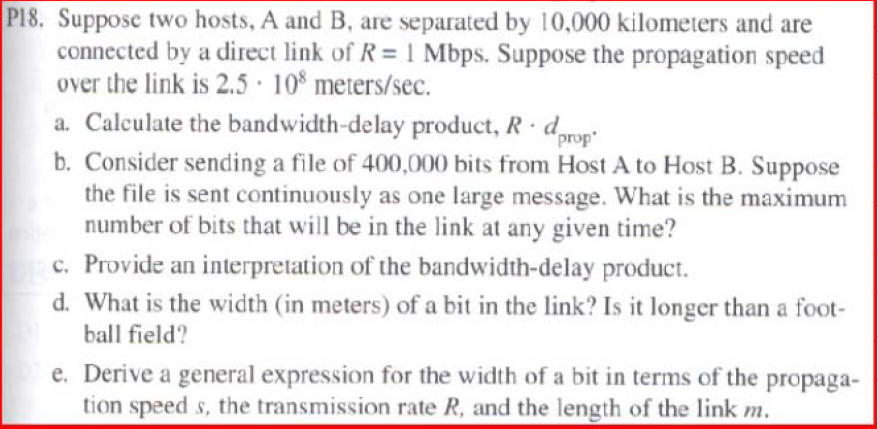 P18. Suppose two hosts, A and B, are separated by 10,000 kilometers and are
connected by a direct link of R = 1 Mbps. Suppose the propagation speed
over the link is 2.5 · 10⁸ meters/sec.
a. Calculate the bandwidth-delay product, R · dprop.
b. Consider sending a file of 400,000 bits from Host A to Host B. Suppose
the file is sent continuously as one large message. What is the maximum
number of bits that will be in the link at any given time?
c. Provide an interpretation of the bandwidth-delay product.
d. What is the width (in meters) of a bit in the link? Is it longer than a foot-
ball field?
e. Derive a general expression for the width of a bit in terms of the propaga-
tion speed s, the transmission rate R, and the length of the link m.